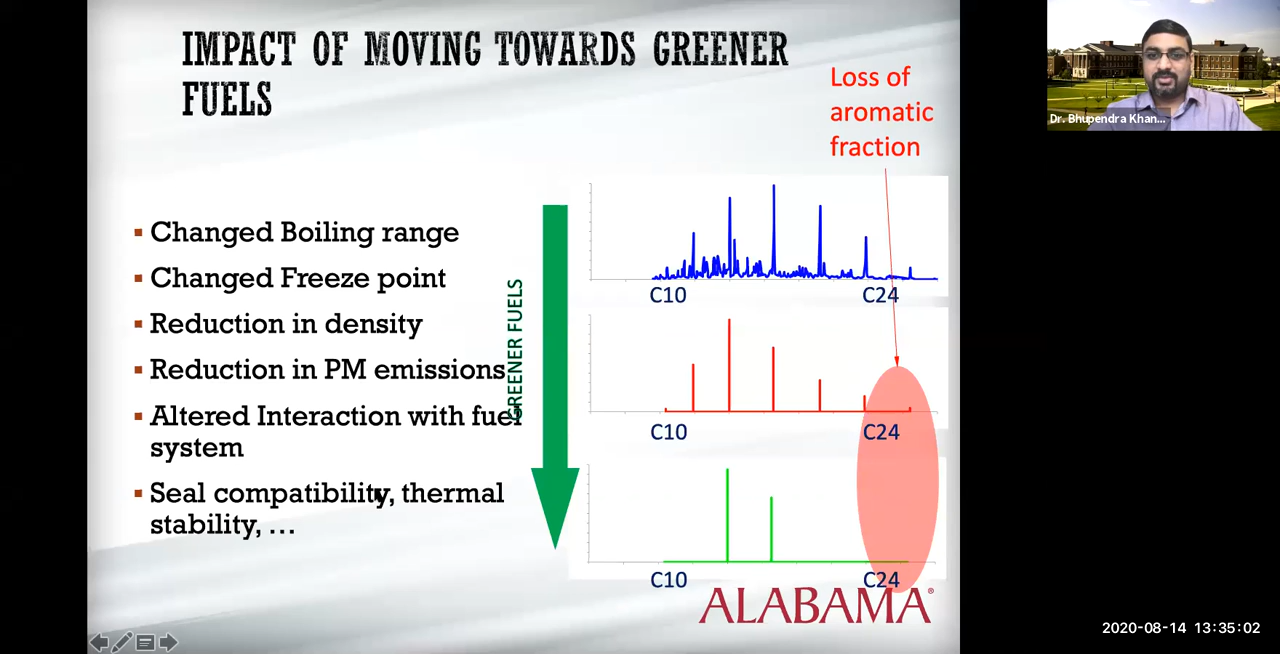 IMPACT OF MOVING TOWARDS GREENER
FUELS
Loss of
aromatic
fraction
Dr. Bhupendra Khan...
▪ Changed Boiling range
▪ Changed Freeze point
▪ Reduction in density
▪ Reduction in PM emissions
▪ Altered Interaction with fuel
system
▪ Seal compatibility, thermal
stability, ...
GREENER FUELS
C10 C24
C10 C24
C10 C24
ALABAMA®
2020-08-14 13:35:02